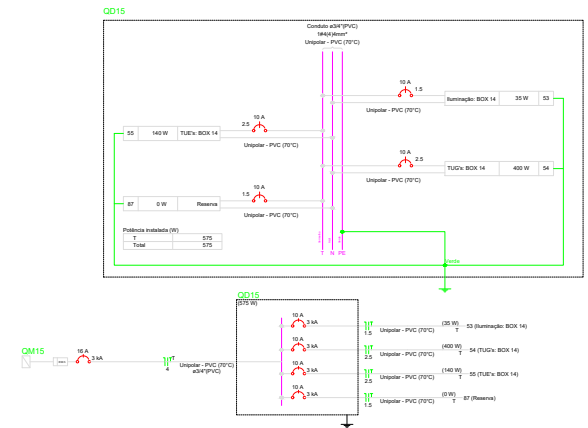 QD15
Conduto ø3/4"(PVC)
1#4(4)4mm²
Unipolar - PVC (70°C)
10 A
1.5
Unipolar - PVC (70°C)
Iluminação: BOX 14 35 W 53
10 A
2.5
Unipolar - PVC (70°C)
55 140 W TUE's: BOX 14
10 A
2.5
Unipolar - PVC (70°C)
TUG's: BOX 14 400 W 54
10 A
1.5
Unipolar - PVC (70°C)
87 0 W Reserva
Potência instalada (W)
T 575
Total 575
T N PE
Verde
QD15
(575 W)
QM15
16 A
3 kA
T
4
Unipolar - PVC (70°C)
ø3/4"(PVC)
10 A
3 kA
T
1.5
Unipolar - PVC (70°C)
(35 W)
T
53 (Iluminação: BOX 14)
10 A
3 kA
T
2.5
Unipolar - PVC (70°C)
(400 W)
T
54 (TUG's: BOX 14)
10 A
3 kA
T
2.5
Unipolar - PVC (70°C)
(140 W)
T
55 (TUE's: BOX 14)
10 A
3 kA
T
1.5
Unipolar - PVC (70°C)
(0 W)
T
87 (Reserva)